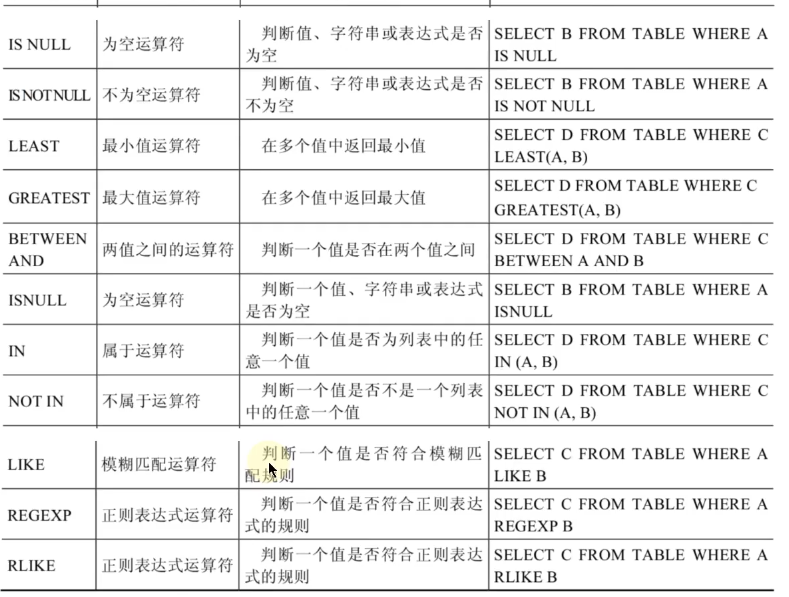 IS NULL
为空运算符
判断值、字符串或表达式是否
为空
SELECT B FROM TABLE WHERE A
IS NULL
IS NOT NULL
不为空运算符
判断值、字符串或表达式是否
不为空
SELECT B FROM TABLE WHERE A
IS NOT NULL
LEAST
最小值运算符
在多个值中返回最小值
SELECT D FROM TABLE WHERE C
LEAST(A, B)
GREATEST
最大值运算符
在多个值中返回最大值
SELECT D FROM TABLE WHERE C
GREATEST(A, B)
BETWEEN
AND
两值之间的运算符
判断一个值是否在两个值之间
SELECT D FROM TABLE WHERE C
BETWEEN A AND B
ISNULL
为空运算符
判断一个值、字符串或表达式
是否为空
SELECT B FROM TABLE WHERE A
ISNULL
IN
属于运算符
判断一个值是否为列表中的任
意一个值
SELECT D FROM TABLE WHERE C
IN (A, B)
NOT IN
不属于运算符
判断一个值是否不是一个列表
中的任意一个值
SELECT D FROM TABLE WHERE C
NOT IN (A, B)
LIKE
模糊匹配运算符
判断一个值是否符合模糊匹
配规则
SELECT C FROM TABLE WHERE A
LIKE B
REGEXP
正则表达式运算符
判断一个值是否符合正则表达
式的规则
SELECT C FROM TABLE WHERE A
REGEXP B
RLIKE
正则表达式运算符
判断一个值是否符合正则表达
式的规则
SELECT C FROM TABLE WHERE A
RLIKE B